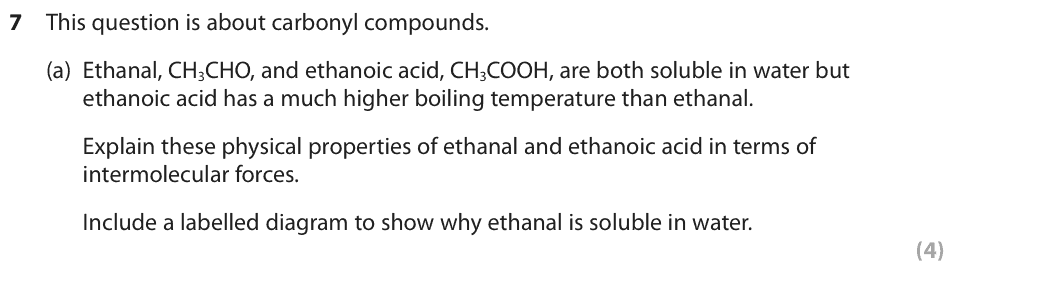 7 This question is about carbonyl compounds.
(a) Ethanal, CH₃CHO, and ethanoic acid, CH₃COOH, are both soluble in water but
ethanoic acid has a much higher boiling temperature than ethanal.
Explain these physical properties of ethanal and ethanoic acid in terms of
intermolecular forces.
Include a labelled diagram to show why ethanal is soluble in water.
(4)